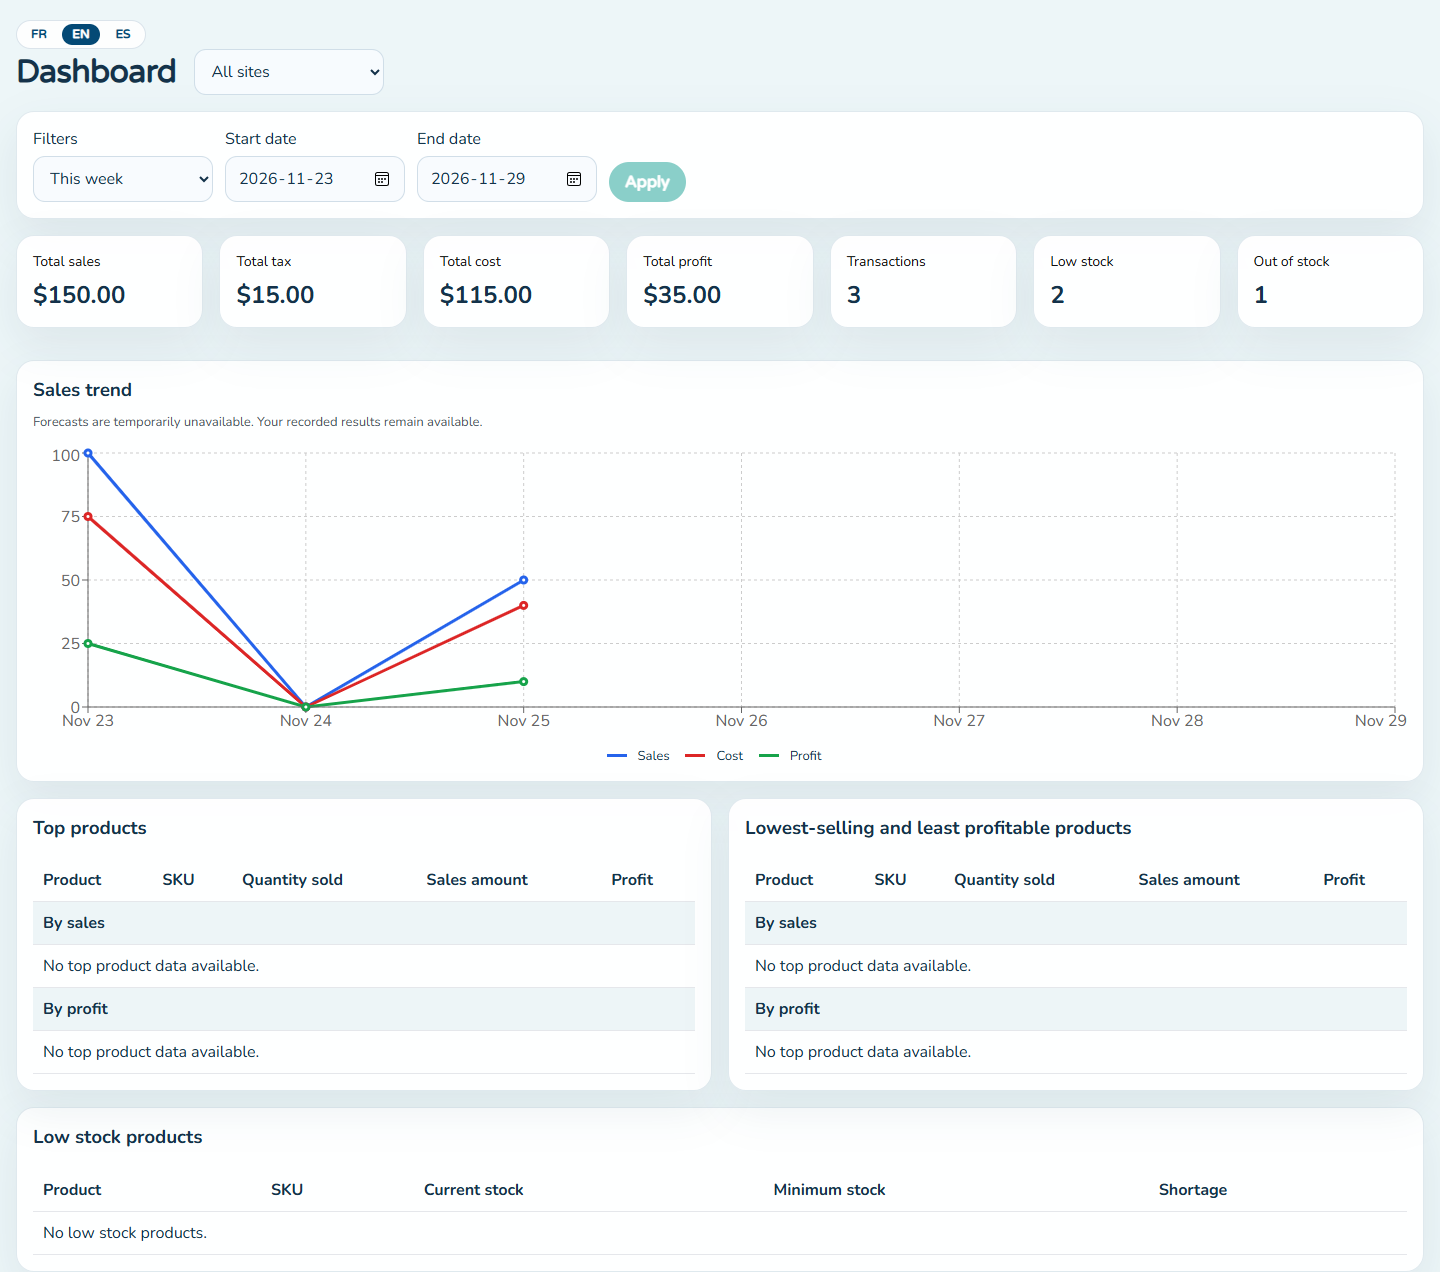 FR EN ES
Dashboard All sites
Filters Start date End date
This week 2026-11-23 2026-11-29 Apply
Total sales Total tax Total cost Total profit Transactions Low stock Out of stock
$150.00 $15.00 $115.00 $35.00 3 2 1
Sales trend
Forecasts are temporarily unavailable. Your recorded results remain available.
100
75
50
25
0
Nov 23 Nov 24 Nov 25 Nov 26 Nov 27 Nov 28 Nov 29
Sales Cost Profit
Top products
Product SKU Quantity sold Sales amount Profit
By sales
No top product data available.
By profit
No top product data available.
Lowest-selling and least profitable products
Product SKU Quantity sold Sales amount Profit
By sales
No top product data available.
By profit
No top product data available.
Low stock products
Product SKU Current stock Minimum stock Shortage
No low stock products.